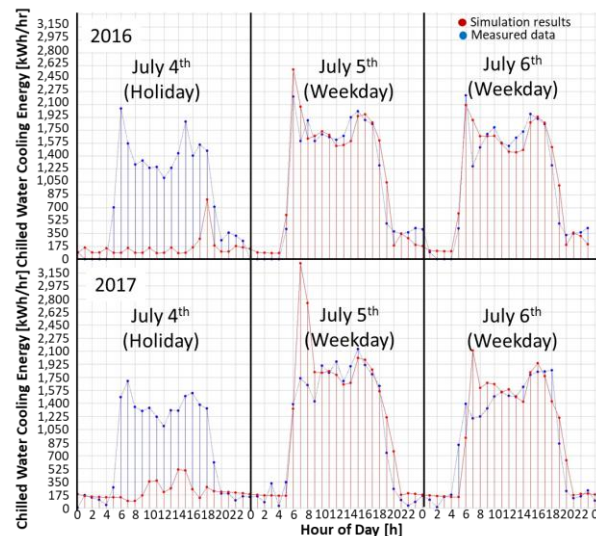 Simulation results
Measured data
2016
July 4th
(Holiday)
July 5th
(Weekday)
July 6th
(Weekday)
Chilled Water Cooling Energy [kWh/hr]
3,150
2,975
2,800
2,625
2,450
2,275
2,100
1,925
1,750
1,575
1,400
1,225
1,050
875
700
525
350
175
0
2017
July 4th
(Holiday)
July 5th
(Weekday)
July 6th
(Weekday)
Chilled Water Cooling Energy [kWh/hr]
3,150
2,975
2,800
2,625
2,450
2,275
2,100
1,925
1,750
1,575
1,400
1,225
1,050
875
700
525
350
175
0
0 2 4 6 8 10 12 14 16 18 20 22 0 2 4 6 8 10 12 14 16 18 20 22 0 2 4 6 8 10 12 14 16 18 20 22
Hour of Day [h]